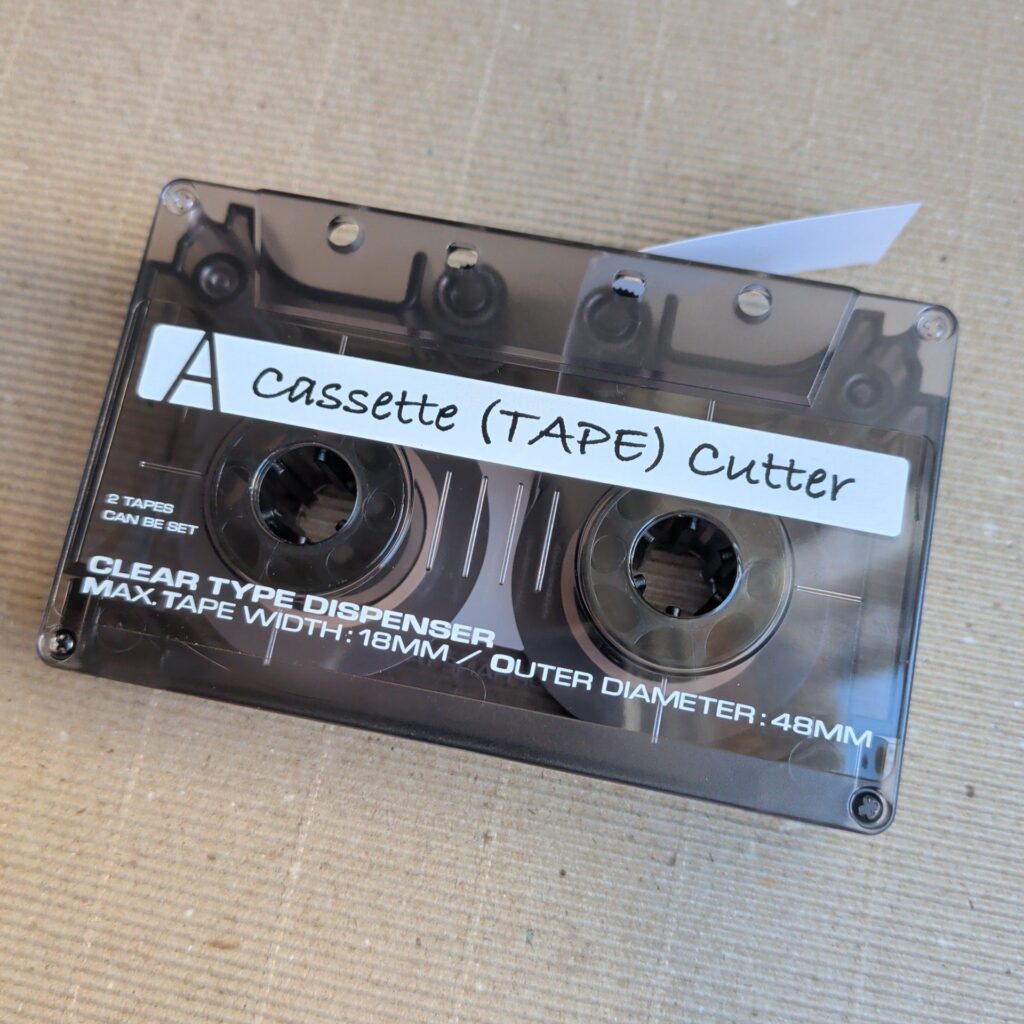 A cassette (TAPE) Cutter
2 TAPES
CAN BE SET
CLEAR TYPE DISPENSER
MAX. TAPE WIDTH : 18MM / OUTER DIAMETER : 48MM